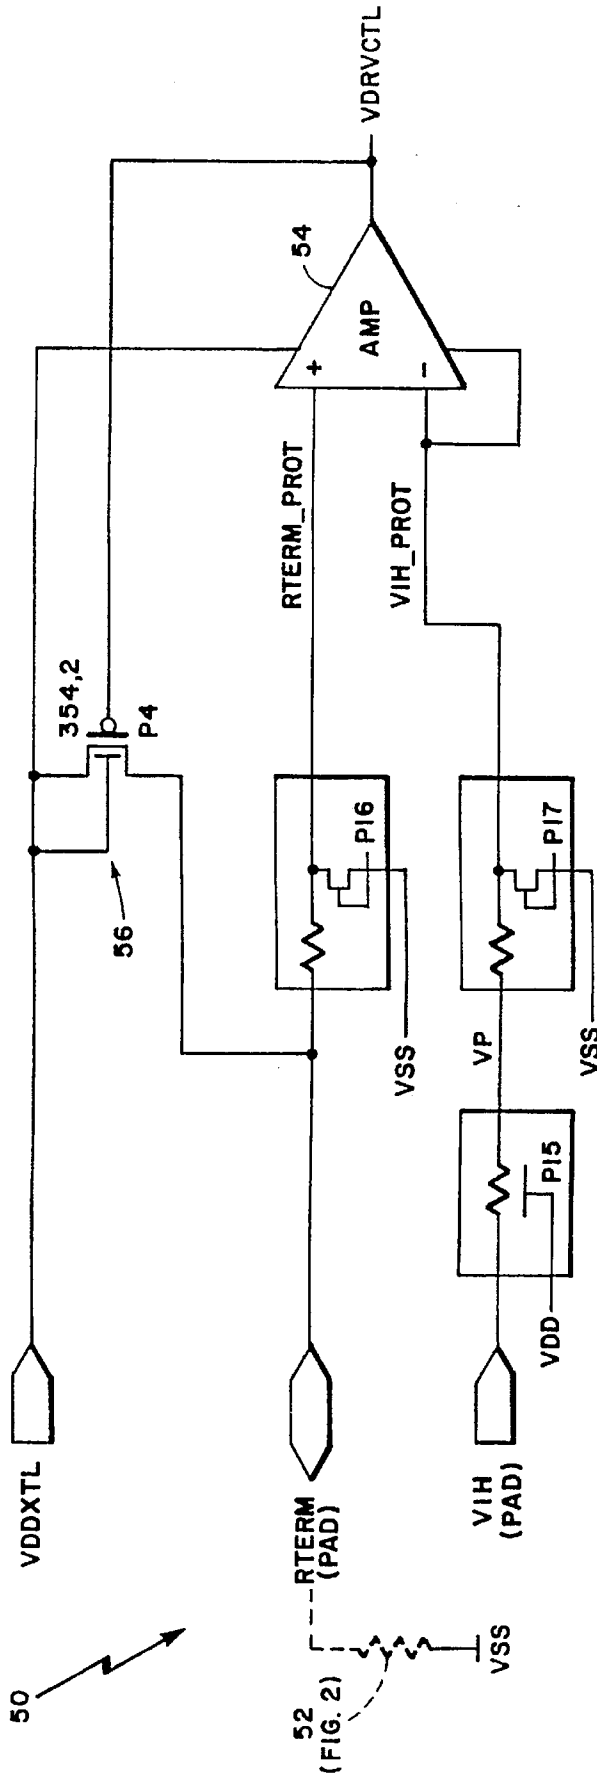 50
VDDXTL
56
354,2
P4
52
(FIG. 2)
VSS
RTERM
(PAD)
VSS
P16
RTERM_PROT
+
AMP
-
54
VDRVCTL
VIH
(PAD)
VDD
P15
VP
VSS
P17
VIH_PROT